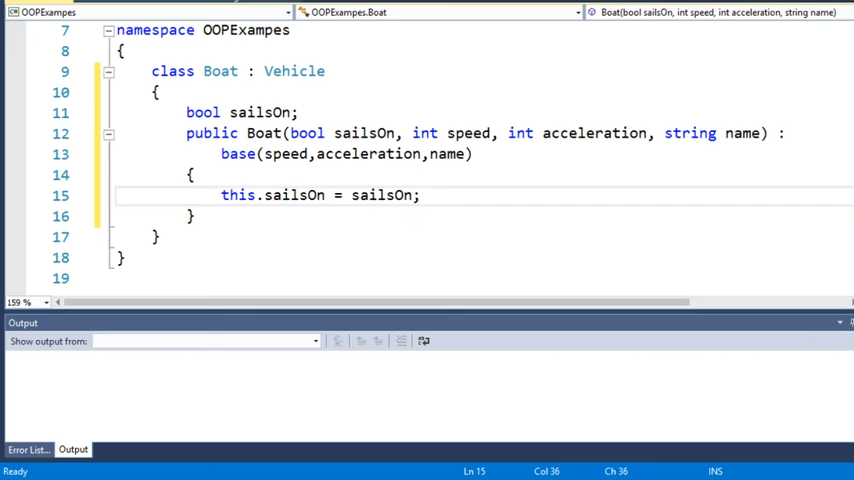 OOPExampes OOPExampes.Boat Boat(bool sailsOn, int speed, int acceleration, string name)
7 namespace OOPExampes
8 {
9 class Boat : Vehicle
10 {
11 bool sailsOn;
12 public Boat(bool sailsOn, int speed, int acceleration, string name) :
13 base(speed,acceleration,name)
14 {
15 this.sailsOn = sailsOn;
16 }
17 }
18 }
19
159 %
Output
Show output from:
Error List... Output
Ready Ln 15 Col 36 Ch 36 INS